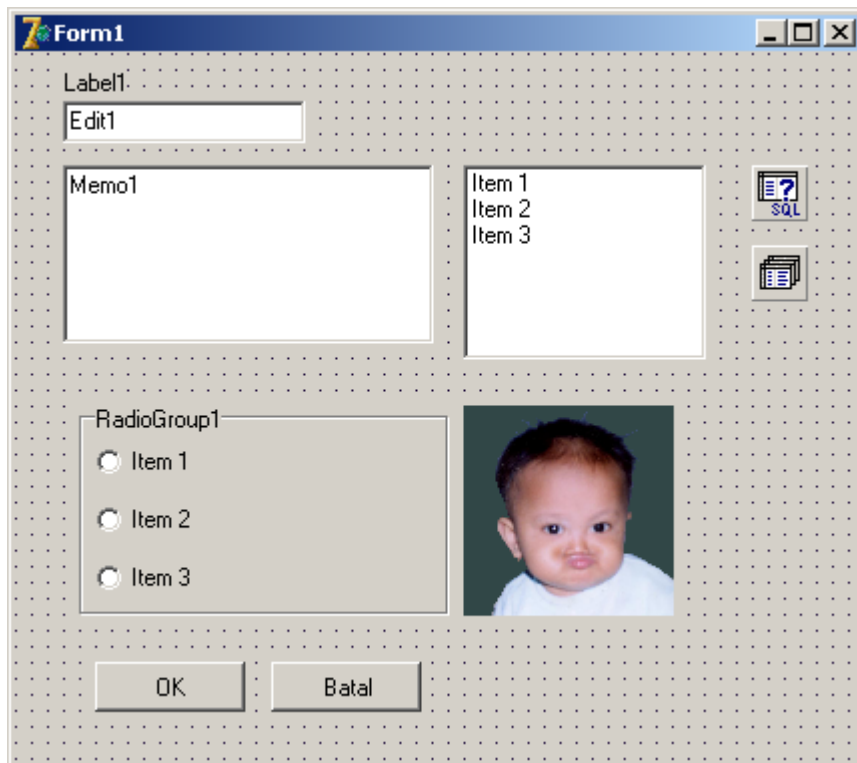 7 Form1
Label1
Edit1
Memo1
Item 1
Item 2
Item 3
? SQL
RadioGroup1
Item 1
Item 2
Item 3
OK
Batal